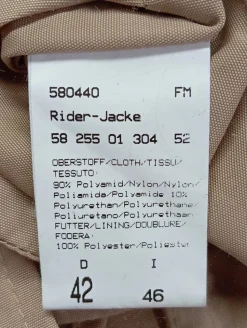 580440 FM
Rider-Jacke
58 255 01 304 52
OBERSTOFF/CLOTH/TISSU/
TESSUTO:
90% Polyamid/Nylon/Nylon/
Poliamida/Polyamide 10%
Polyurethan/Polyurethane/
Poliuretano/Polyurethaan
FUTTER/LINING/DOUBLURE/
FODERA:
100% Polyester/Poliester
D I
42 46